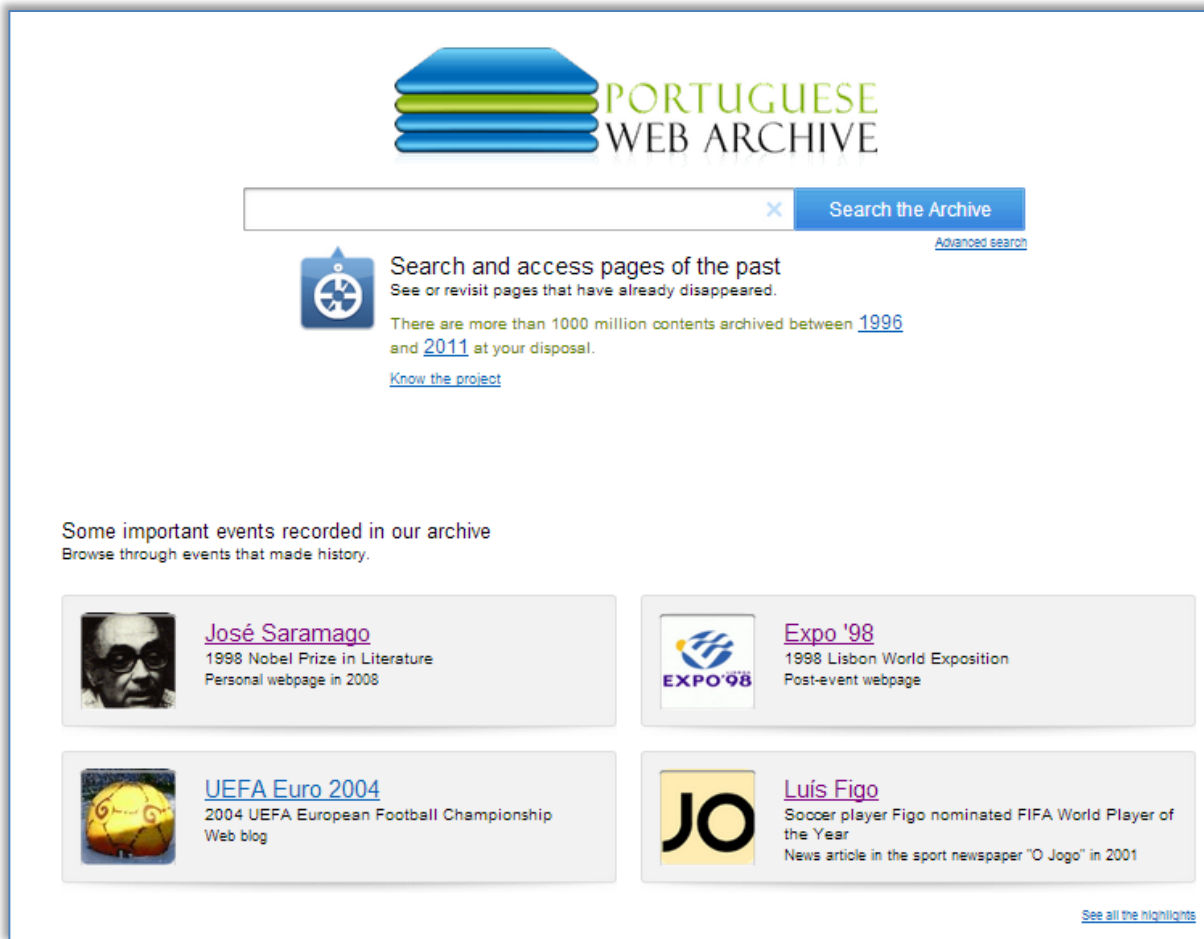 PORTUGUESE
WEB ARCHIVE
Search the Archive
Advanced search
Search and access pages of the past
See or revisit pages that have already disappeared.
There are more than 1000 million contents archived between 1996
and 2011 at your disposal.
Know the project
Some important events recorded in our archive
Browse through events that made history.
José Saramago
1998 Nobel Prize in Literature
Personal webpage in 2008
EXPO'98
Expo '98
1998 Lisbon World Exposition
Post-event webpage
UEFA Euro 2004
2004 UEFA European Football Championship
Web blog
JO
Luís Figo
Soccer player Figo nominated FIFA World Player of
the Year
News article in the sport newspaper "O Jogo" in 2001
See all the highlights